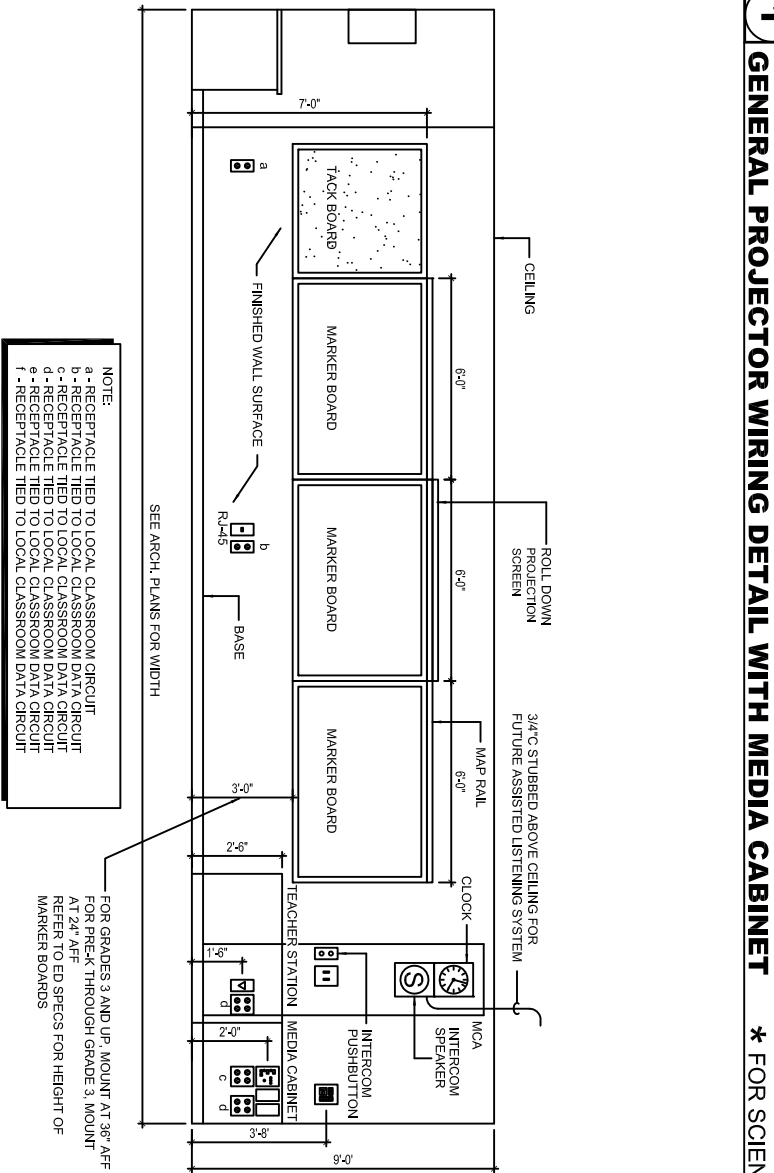 1
GENERAL PROJECTOR WIRING DETAIL WITH MEDIA CABINET
* FOR SCIEN
CEILING
ROLL DOWN
PROJECTION
SCREEN
3/4"C STUBBED ABOVE CEILING FOR
FUTURE ASSISTED LISTENING SYSTEM
6'-0"
6'-0"
6'-0"
MAP RAIL
CLOCK
MCA
7'-0"
TACK BOARD
MARKER BOARD
MARKER BOARD
MARKER BOARD
S
INTERCOM
SPEAKER
INTERCOM
PUSHBUTTON
a
FINISHED WALL SURFACE
b
RJ-45
BASE
3'-0"
2'-6"
TEACHER STATION
MEDIA CABINET
1'-6"
d
2'-0"
c
d
3'-8'
9'-0'
SEE ARCH. PLANS FOR WIDTH
FOR GRADES 3 AND UP, MOUNT AT 36" AFF
FOR PRE-K THROUGH GRADE 3, MOUNT
AT 24" AFF
REFER TO ED SPECS FOR HEIGHT OF
MARKER BOARDS
NOTE:
a - RECEPTACLE TIED TO LOCAL CLASSROOM CIRCUIT
b - RECEPTACLE TIED TO LOCAL CLASSROOM DATA CIRCUIT
c - RECEPTACLE TIED TO LOCAL CLASSROOM DATA CIRCUIT
d - RECEPTACLE TIED TO LOCAL CLASSROOM DATA CIRCUIT
e - RECEPTACLE TIED TO LOCAL CLASSROOM DATA CIRCUIT
f - RECEPTACLE TIED TO LOCAL CLASSROOM DATA CIRCUIT